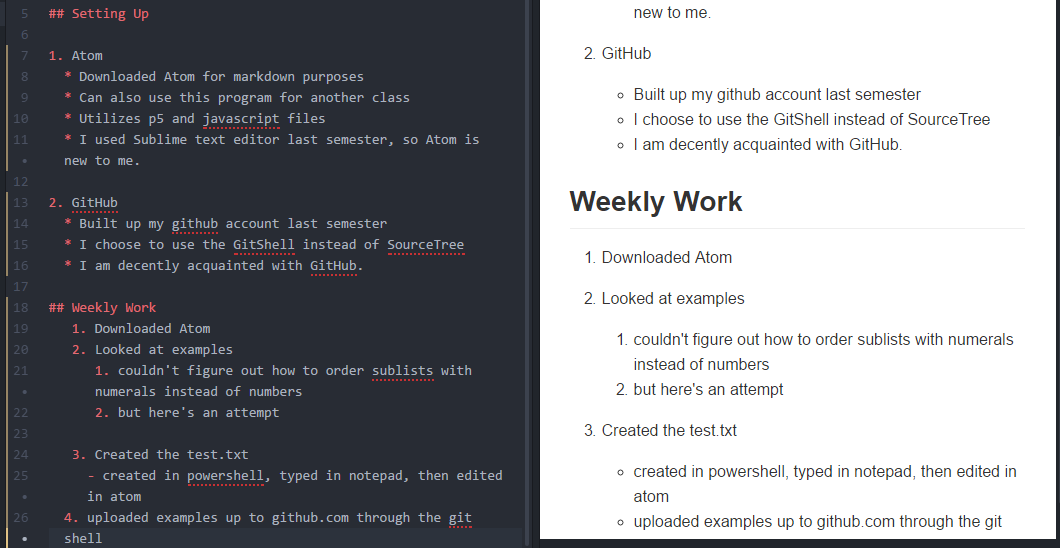 5 ## Setting Up
6
7 1. Atom
8 * Downloaded Atom for markdown purposes
9 * Can also use this program for another class
10 * Utilizes p5 and javascript files
11 * I used Sublime text editor last semester, so Atom is
• new to me.
12
13 2. GitHub
14 * Built up my github account last semester
15 * I choose to use the GitShell instead of SourceTree
16 * I am decently acquainted with GitHub.
17
18 ## Weekly Work
19 1. Downloaded Atom
20 2. Looked at examples
21 1. couldn't figure out how to order sublists with
• numerals instead of numbers
22 2. but here's an attempt
23
24 3. Created the test.txt
25 - created in powershell, typed in notepad, then edited
• in atom
26 4. uploaded examples up to github.com through the git
• shell
new to me.
2. GitHub
◦ Built up my github account last semester
◦ I choose to use the GitShell instead of SourceTree
◦ I am decently acquainted with GitHub.
Weekly Work
1. Downloaded Atom
2. Looked at examples
1. couldn't figure out how to order sublists with numerals
instead of numbers
2. but here's an attempt
3. Created the test.txt
◦ created in powershell, typed in notepad, then edited in
atom
◦ uploaded examples up to github.com through the git